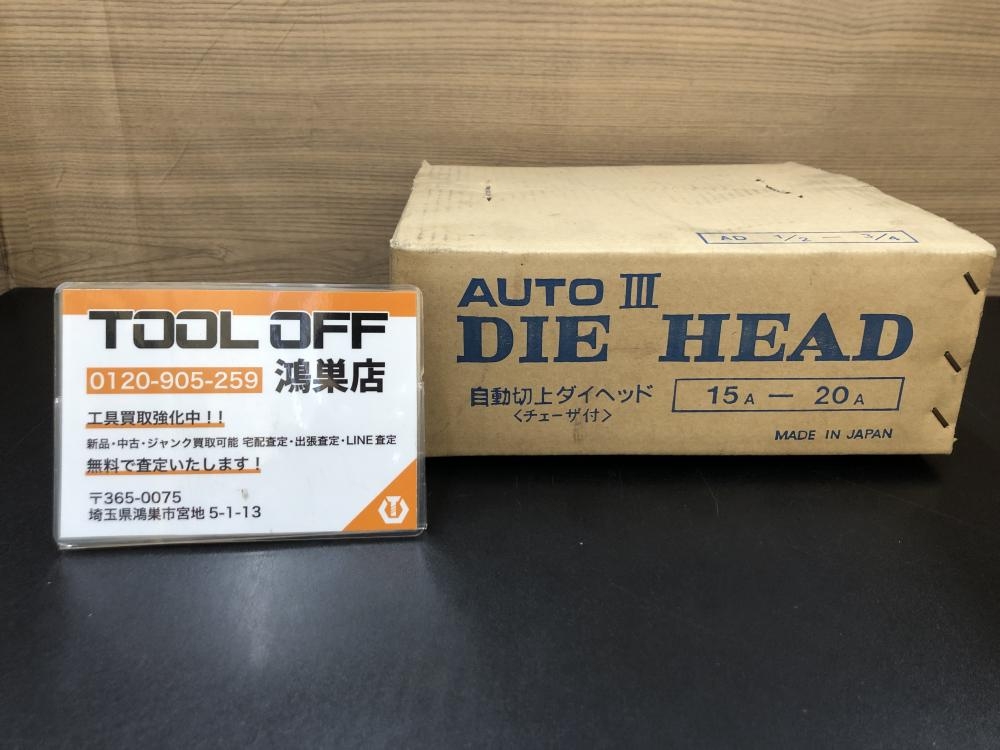 TOOL OFF
0120-905-259 鴻巣店
工具買取強化中！！
新品・中古・ジャンク買取可能 宅配査定・出張査定・LINE査定
無料で査定いたします！
〒365-0075
埼玉県鴻巣市宮地 5-1-13
AD 1/2 — 3/4
AUTO III
DIE HEAD
自動切上ダイヘッド
<チェーザ付>
15A — 20A
MADE IN JAPAN